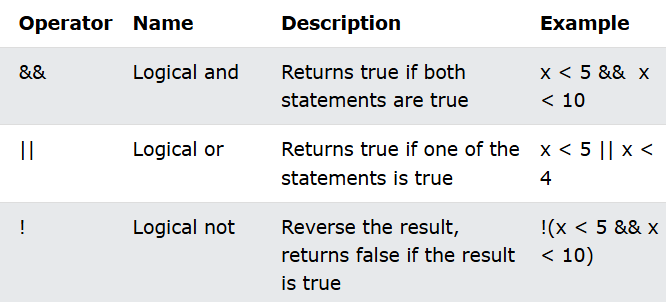 Operator Name Description Example
&& Logical and Returns true if both x < 5 &&  x
statements are true < 10
|| Logical or Returns true if one of the x < 5 || x <
statements is true 4
! Logical not Reverse the result, !(x < 5 && x
returns false if the result < 10)
is true